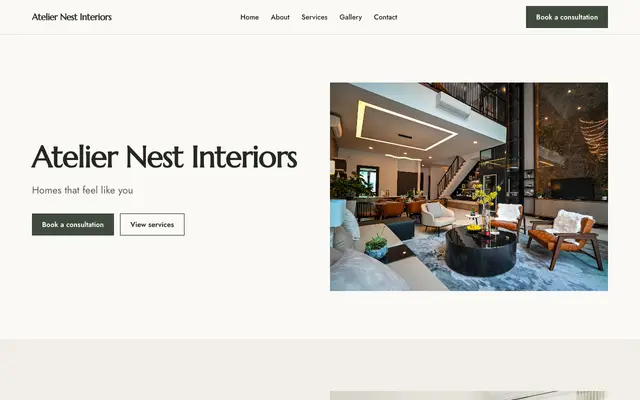 Atelier Nest Interiors
Home About Services Gallery Contact
Book a consultation
Atelier Nest Interiors
Homes that feel like you
Book a consultation
View services